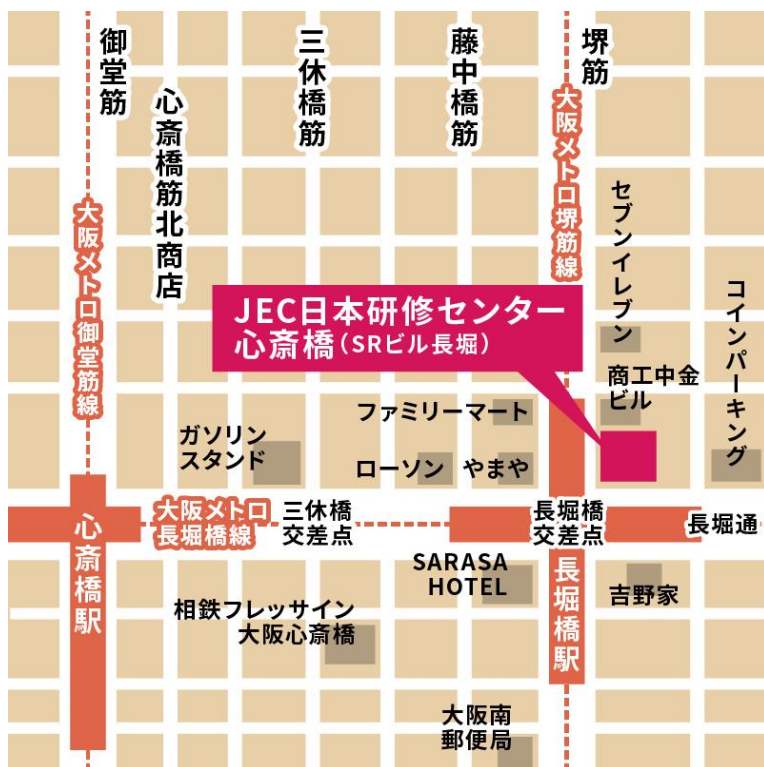 御堂筋
心斎橋筋北商店
三休橋筋
藤中橋筋
堺筋
大阪メトロ堺筋線
セブンイレブン
大阪メトロ御堂筋線
コインパーキング
JEC日本研修センター
心斎橋（SRビル長堀）
商工中金
ビル
ファミリーマート
ガソリン
スタンド
ローソン
やまや
心斎橋駅
大阪メトロ
長堀橋線
三休橋
交差点
長堀橋
交差点
長堀通
SARASA
HOTEL
長堀橋駅
吉野家
相鉄フレッサイン
大阪心斎橋
大阪南
郵便局